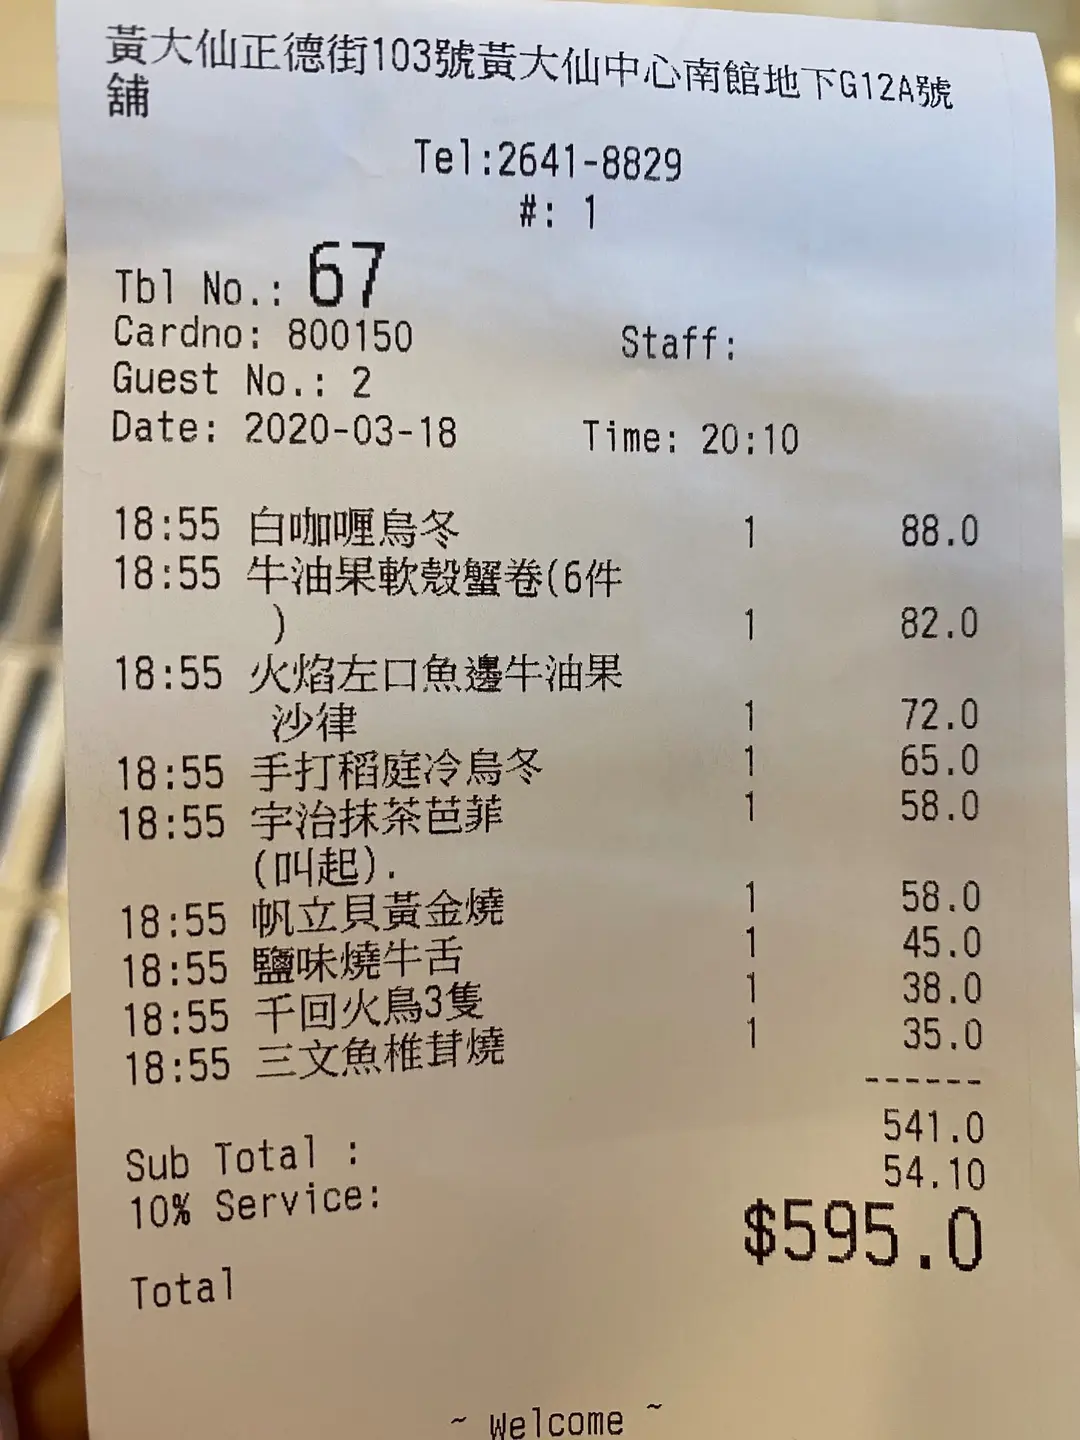 黃大仙正德街103號黃大仙中心南館地下G12A號
舖
Tel:2641-8829
#: 1
Tbl No.: 67
Cardno: 800150 Staff:
Guest No.: 2
Date: 2020-03-18 Time: 20:10
18:55 白咖喱烏冬 1 88.0
18:55 牛油果軟殼蟹卷(6件
) 1 82.0
18:55 火焰左口魚邊牛油果
沙律 1 72.0
18:55 手打稻庭冷烏冬 1 65.0
18:55 宇治抹茶芭菲 1 58.0
(叫起).
18:55 帆立貝黃金燒 1 58.0
18:55 鹽味燒牛舌 1 45.0
18:55 千回火鳥3隻 1 38.0
18:55 三文魚椎茸燒 1 35.0
------
Sub Total : 541.0
10% Service: 54.10
Total $595.0
~ Welcome ~